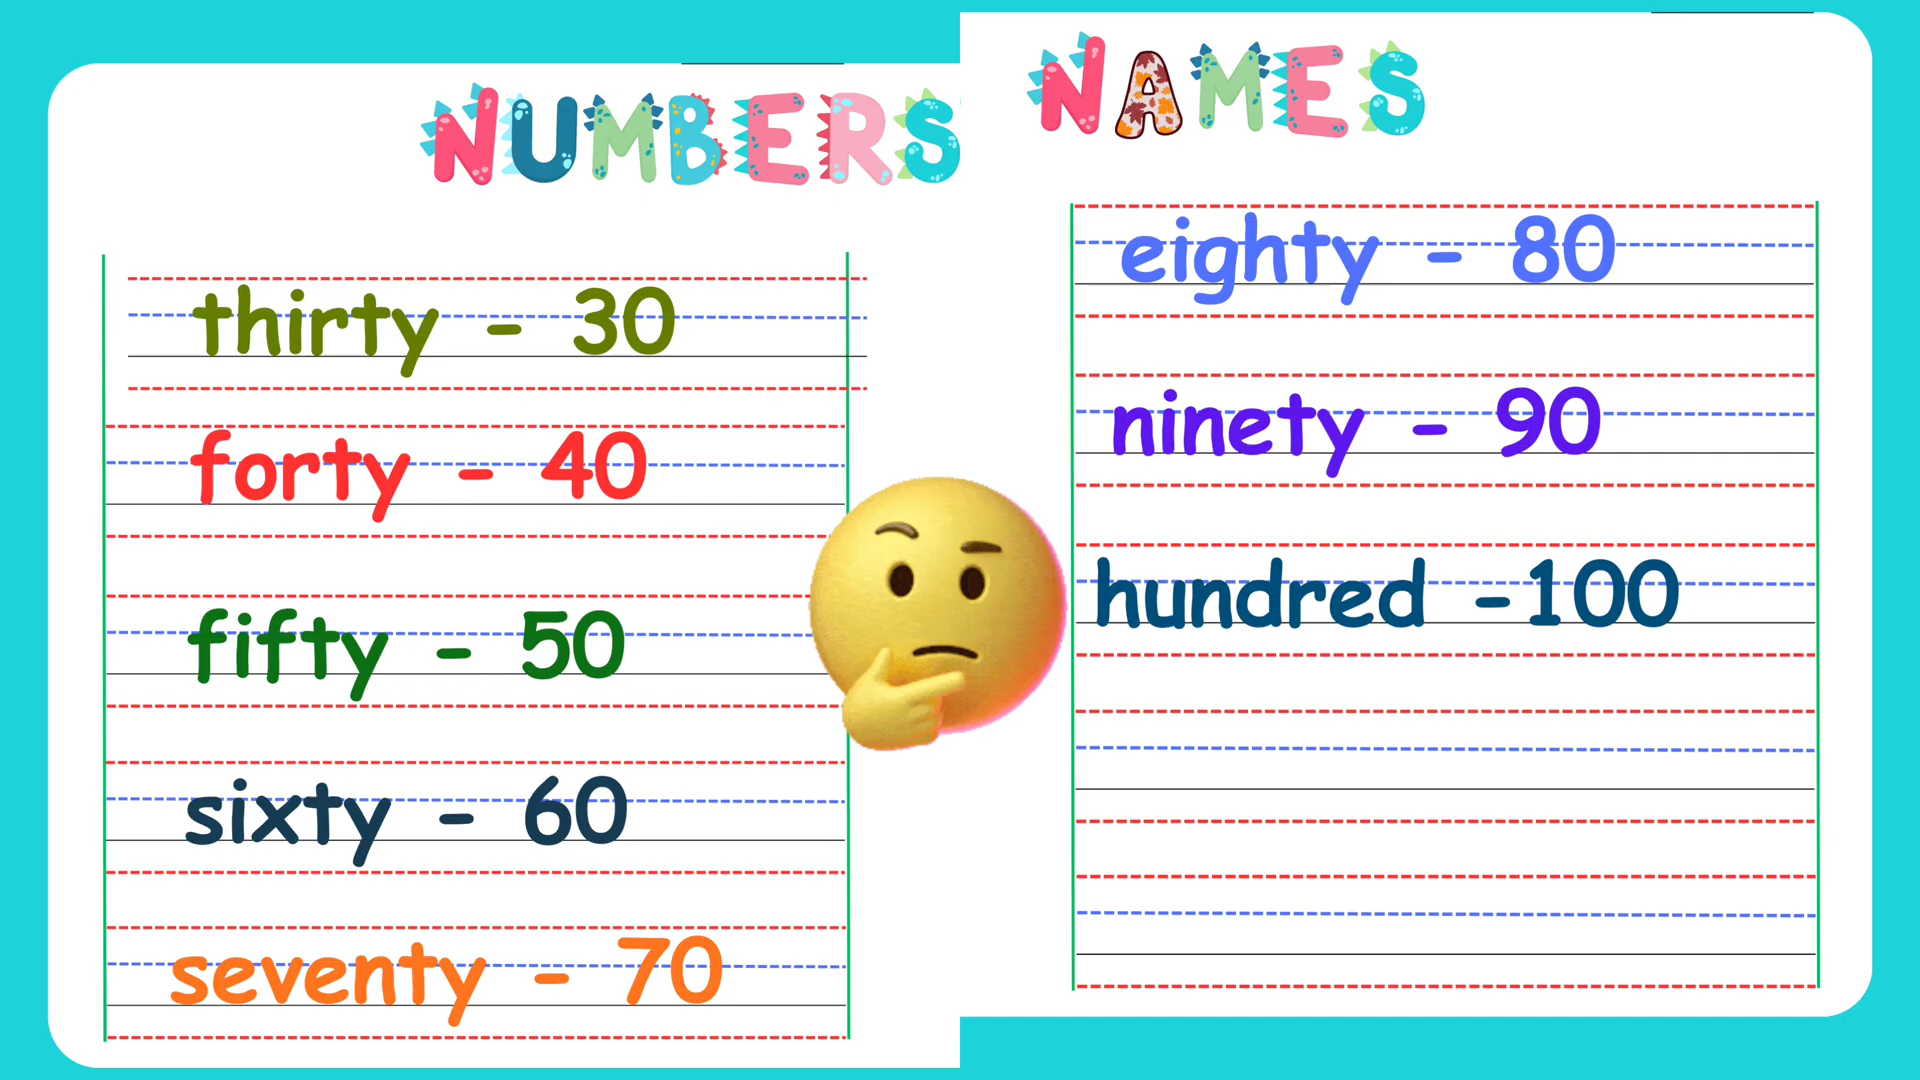 NUMBERS NAMES
thirty - 30
forty - 40
fifty - 50
sixty - 60
seventy - 70
eighty - 80
ninety - 90
hundred -100